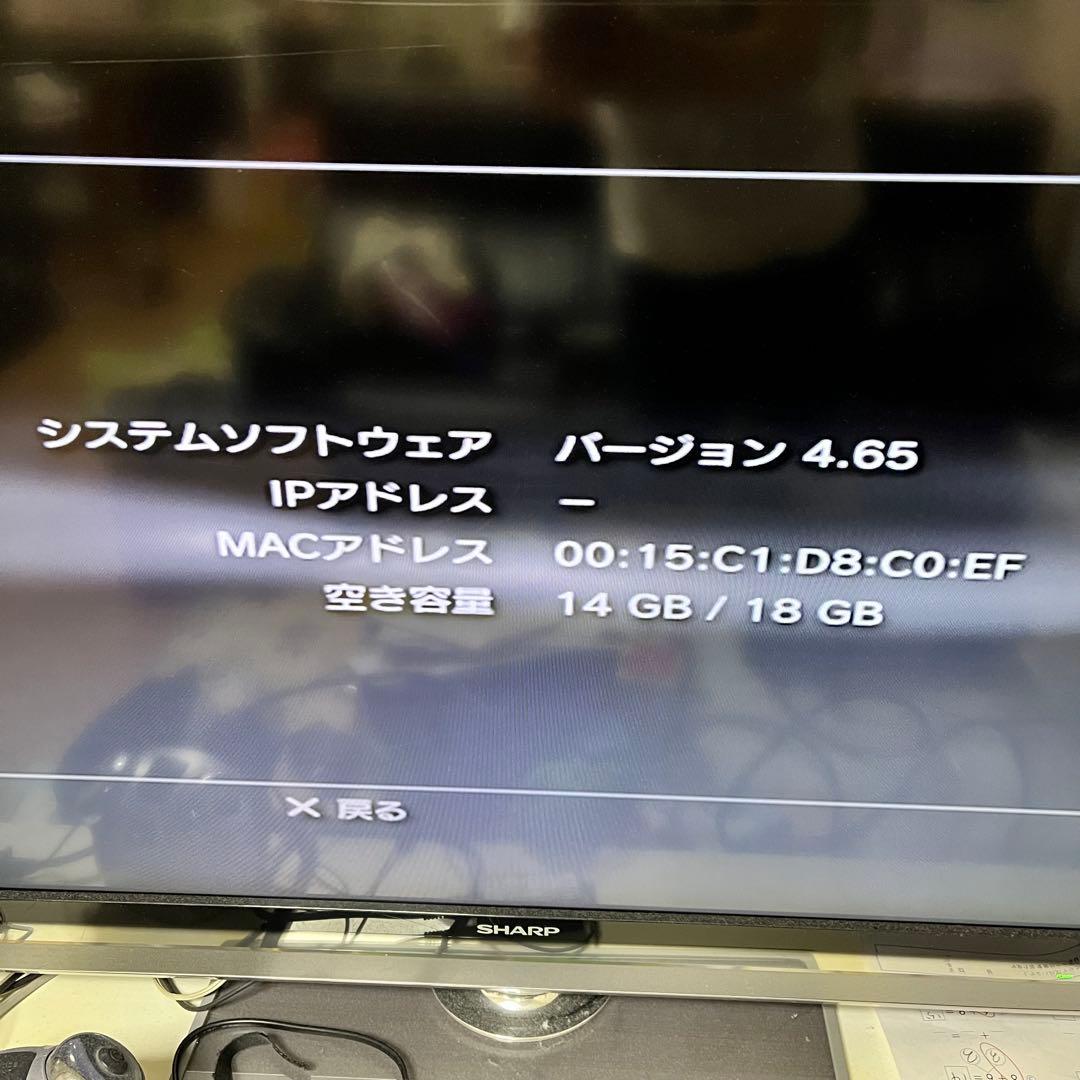 システムソフトウェア バージョン 4.65
IPアドレス –
MACアドレス 00:15:C1:D8:C0:EF
空き容量 14 GB / 18 GB
✕ 戻る
SHARP